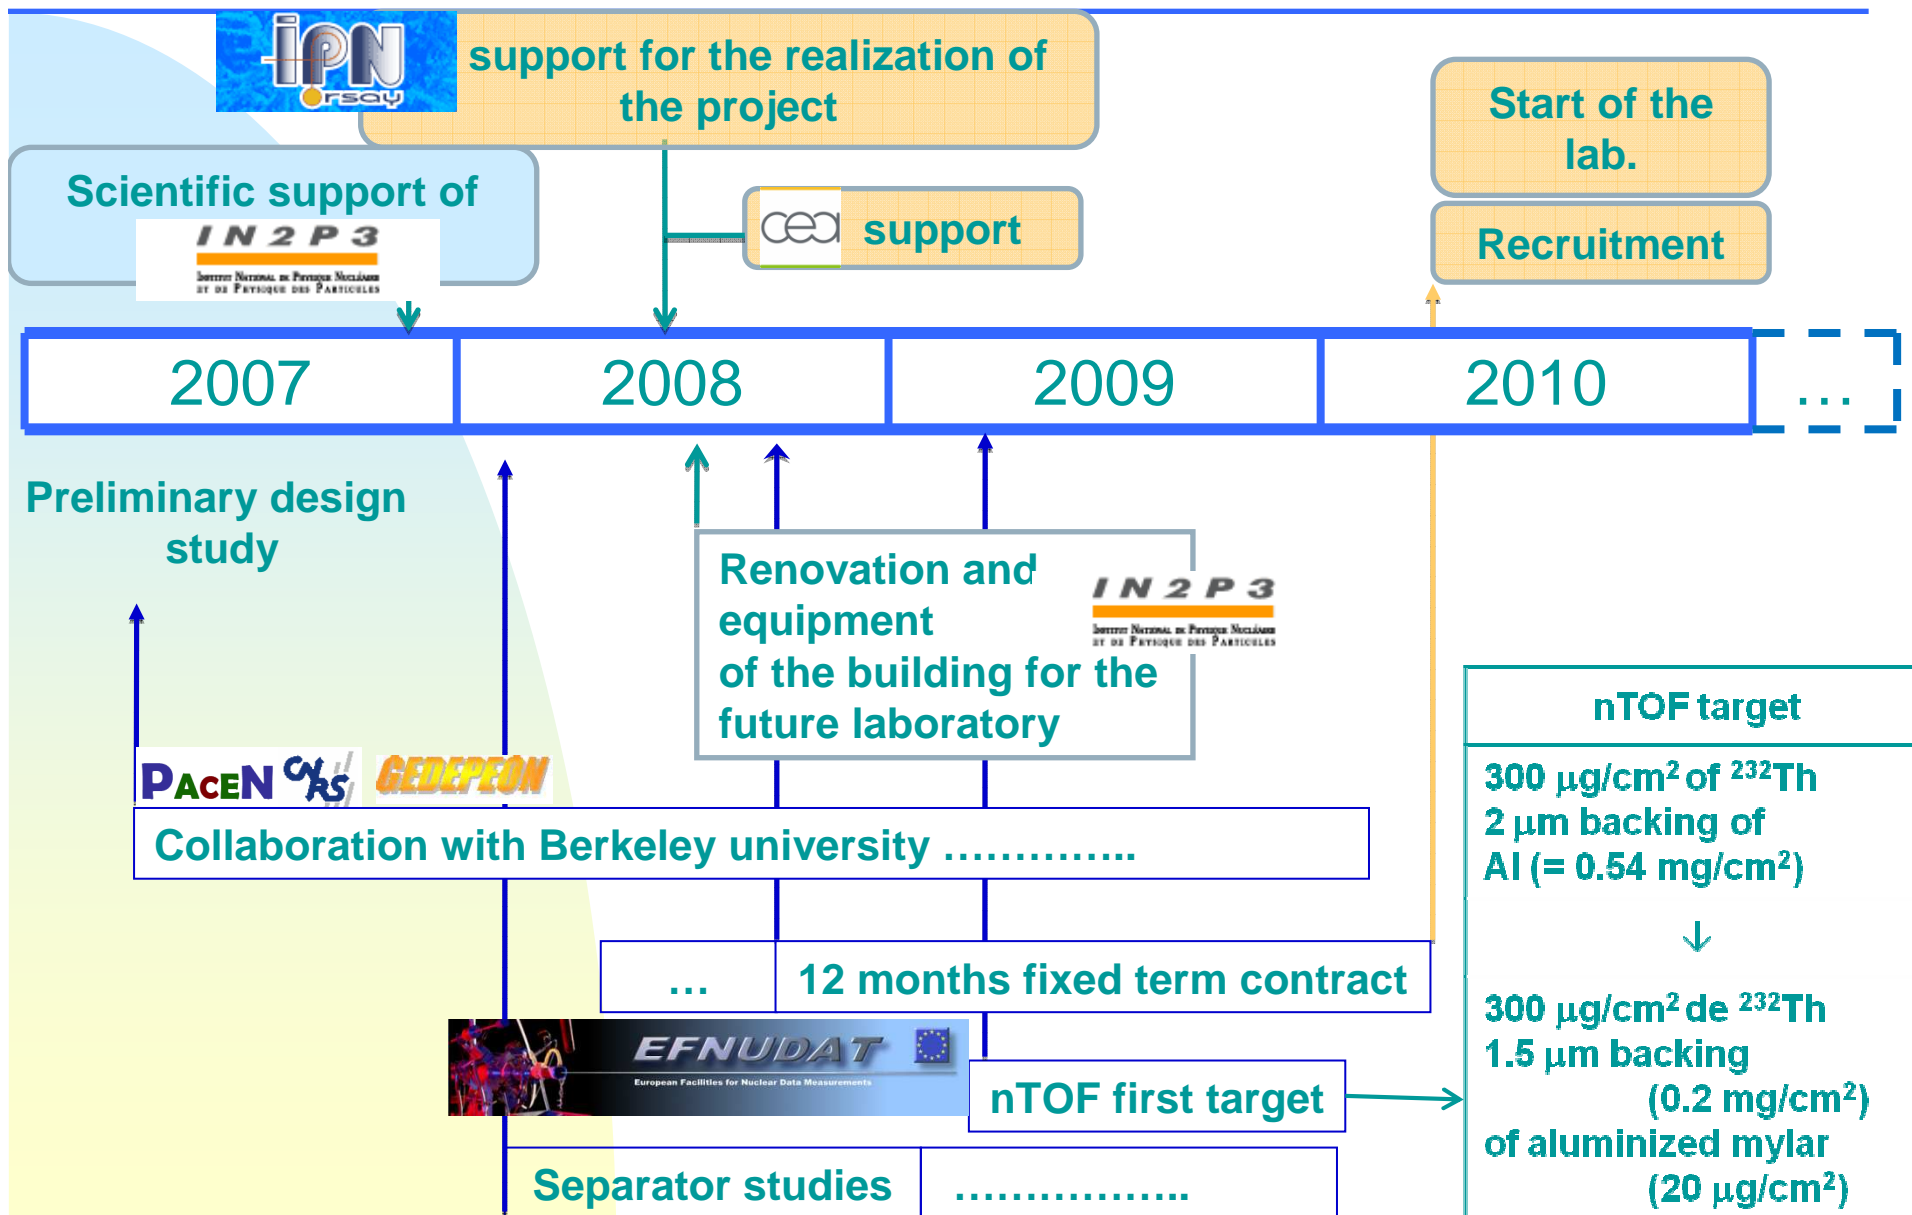 iPN
Orsay
support for the realization of
the project
Start of the
lab.
Scientific support of
IN2P3
INSTITUT NATIONAL DE PHYSIQUE NUCLÉAIRE
ET DE PHYSIQUE DES PARTICULES
cea support
Recruitment
2007 2008 2009 2010 ...
Preliminary design
study
Renovation and
equipment
of the building for the
future laboratory
IN2P3
INSTITUT NATIONAL DE PHYSIQUE NUCLÉAIRE
ET DE PHYSIQUE DES PARTICULES
PACEN CNRS GEDEPEON
Collaboration with Berkeley university …………..
... 12 months fixed term contract
EFNUDAT
European Facilities for Nuclear Data Measurements
nTOF first target
Separator studies ……………..
nTOF target
300 µg/cm² of ²³²Th
2 µm backing of
Al (= 0.54 mg/cm²)
↓
300 µg/cm² de ²³²Th
1.5 µm backing
(0.2 mg/cm²)
of aluminized mylar
(20 µg/cm²)